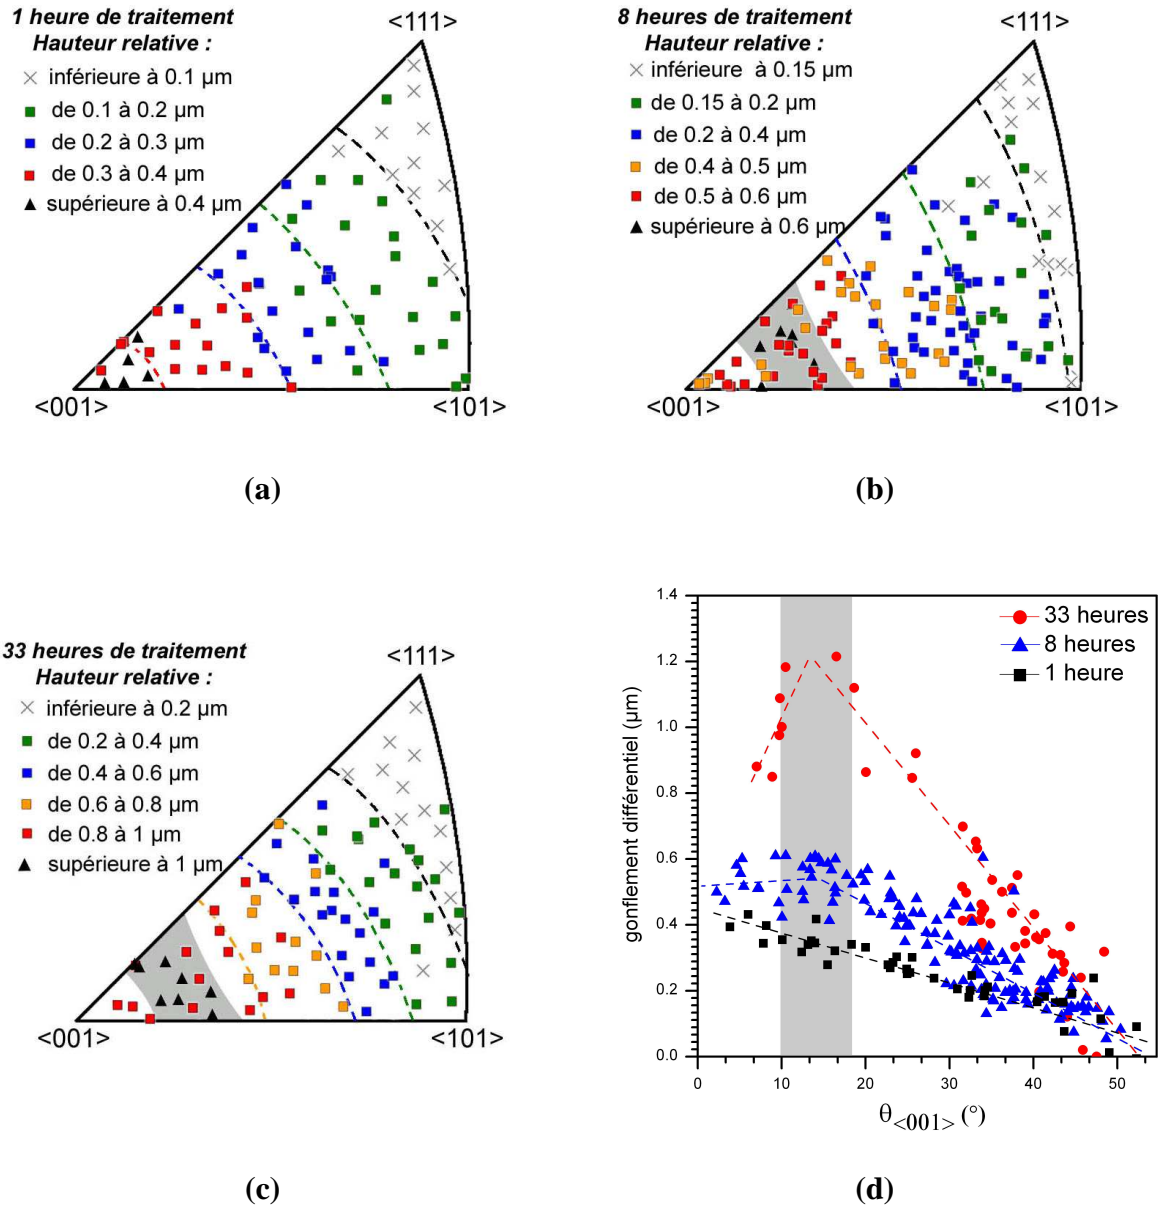 1 heure de traitement
Hauteur relative :
inférieure à 0.1 µm
de 0.1 à 0.2 µm
de 0.2 à 0.3 µm
de 0.3 à 0.4 µm
supérieure à 0.4 µm
<111>
<001>
<101>
(a)
8 heures de traitement
Hauteur relative :
inférieure à 0.15 µm
de 0.15 à 0.2 µm
de 0.2 à 0.4 µm
de 0.4 à 0.5 µm
de 0.5 à 0.6 µm
supérieure à 0.6 µm
<111>
<001>
<101>
(b)
33 heures de traitement
Hauteur relative :
inférieure à 0.2 µm
de 0.2 à 0.4 µm
de 0.4 à 0.6 µm
de 0.6 à 0.8 µm
de 0.8 à 1 µm
supérieure à 1 µm
<111>
<001>
<101>
(c)
gonflement différentiel (µm)
1.4
1.2
1.0
0.8
0.6
0.4
0.2
0.0
33 heures
8 heures
1 heure
0 10 20 30 40 50
θ<001> (°)
(d)